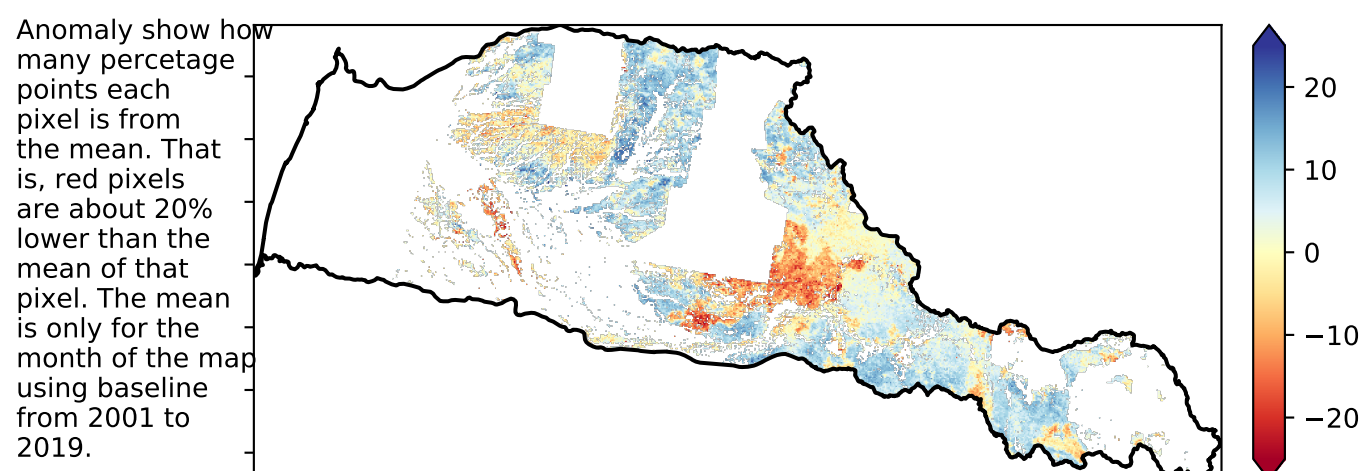 Anomaly show how
many percetage
points each
pixel is from
the mean. That
is, red pixels
are about 20%
lower than the
mean of that
pixel. The mean
is only for the
month of the map
using baseline
from 2001 to
2019.
20
10
0
−10
−20